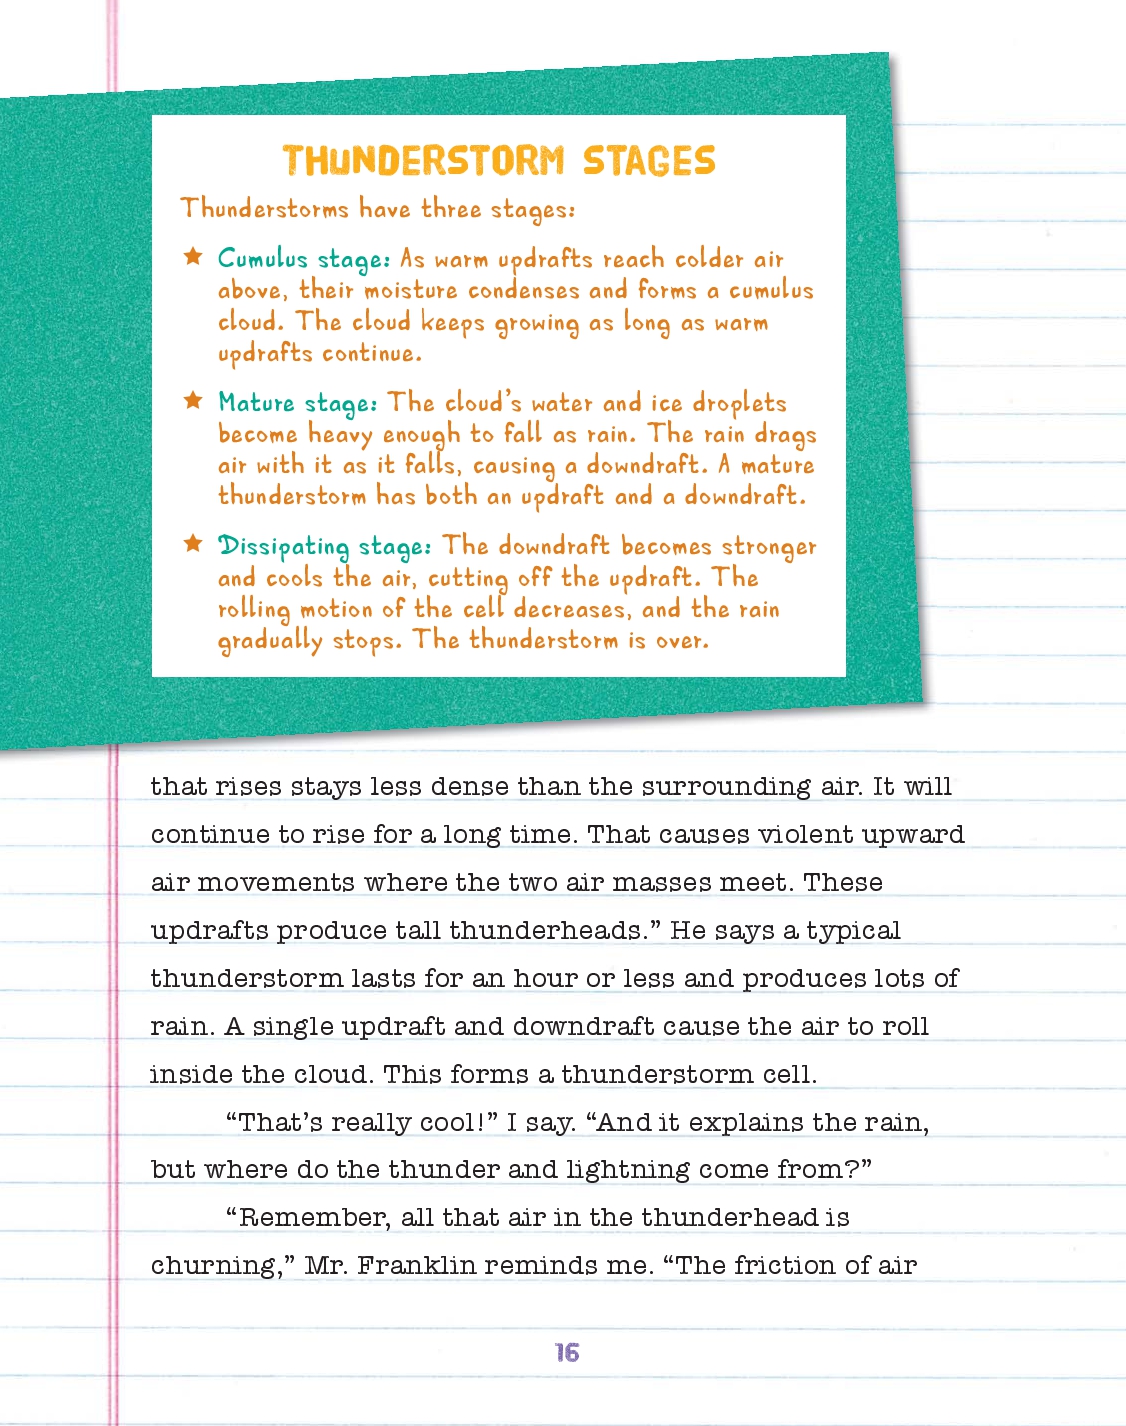 THUNDERSTORM STAGES
Thunderstorms have three stages:
★ Cumulus stage: As warm updrafts reach colder air
above, their moisture condenses and forms a cumulus
cloud. The cloud keeps growing as long as warm
updrafts continue.
★ Mature stage: The cloud’s water and ice droplets
become heavy enough to fall as rain. The rain drags
air with it as it falls, causing a downdraft. A mature
thunderstorm has both an updraft and a downdraft.
★ Dissipating stage: The downdraft becomes stronger
and cools the air, cutting off the updraft. The
rolling motion of the cell decreases, and the rain
gradually stops. The thunderstorm is over.
that rises stays less dense than the surrounding air. It will
continue to rise for a long time. That causes violent upward
air movements where the two air masses meet. These
updrafts produce tall thunderheads.” He says a typical
thunderstorm lasts for an hour or less and produces lots of
rain. A single updraft and downdraft cause the air to roll
inside the cloud. This forms a thunderstorm cell.
“That’s really cool!” I say. “And it explains the rain,
but where do the thunder and lightning come from?”
“Remember, all that air in the thunderhead is
churning,” Mr. Franklin reminds me. “The friction of air
16